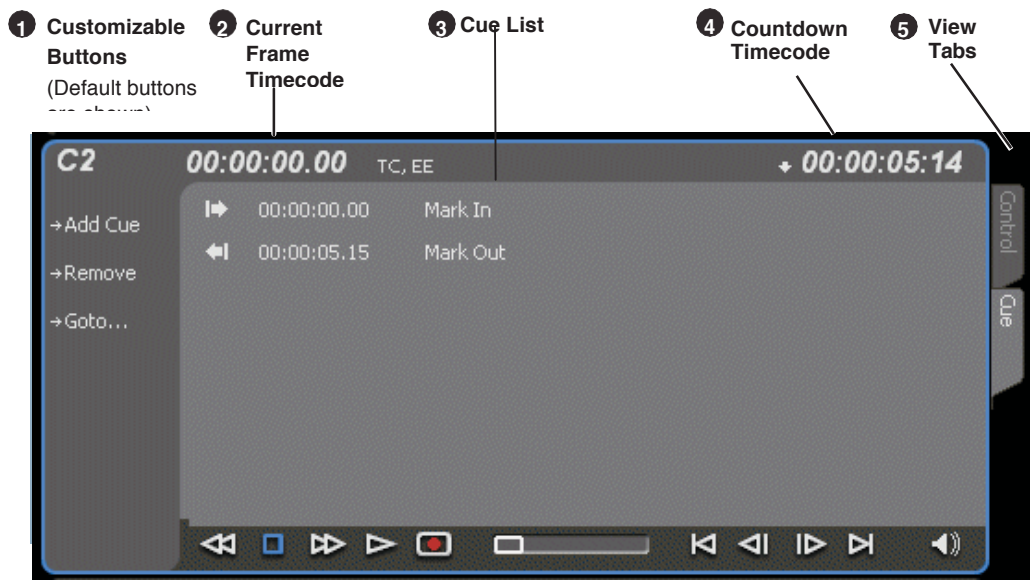 1 Customizable Buttons
(Default buttons
2 Current Frame Timecode
3 Cue List
4 Countdown Timecode
5 View Tabs
C2 00:00:00.00 TC, EE 00:00:05:14
→Add Cue
→Remove
→Goto...
00:00:00.00 Mark In
00:00:05.15 Mark Out
Control
Cue